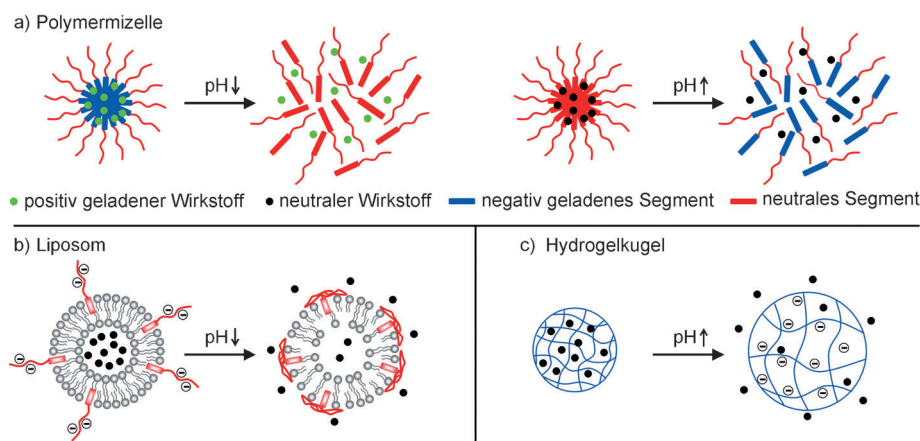 a) Polymermizelle
pH↓
pH↑
positiv geladener Wirkstoff neutraler Wirkstoff negativ geladenes Segment neutrales Segment
b) Liposom
c) Hydrogelkugel
pH↓
pH↑